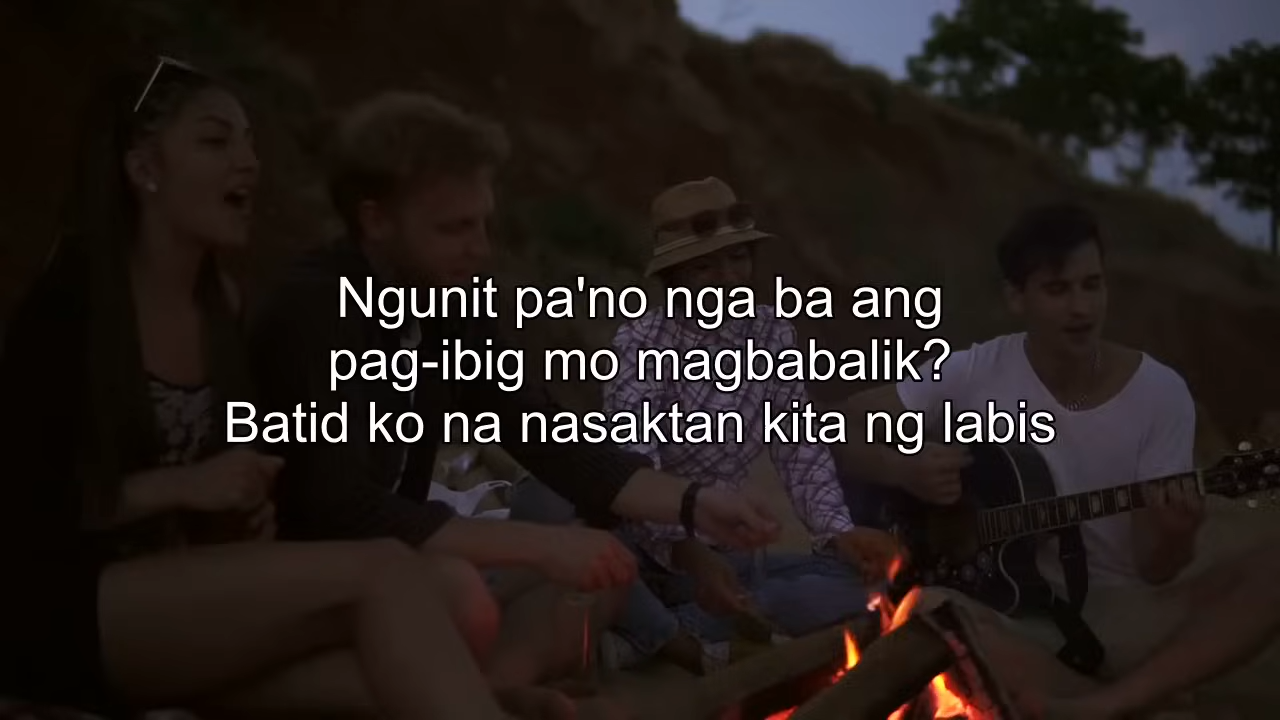 Ngunit pa'no nga ba ang
pag-ibig mo magbabalik?
Batid ko na nasaktan kita ng labis